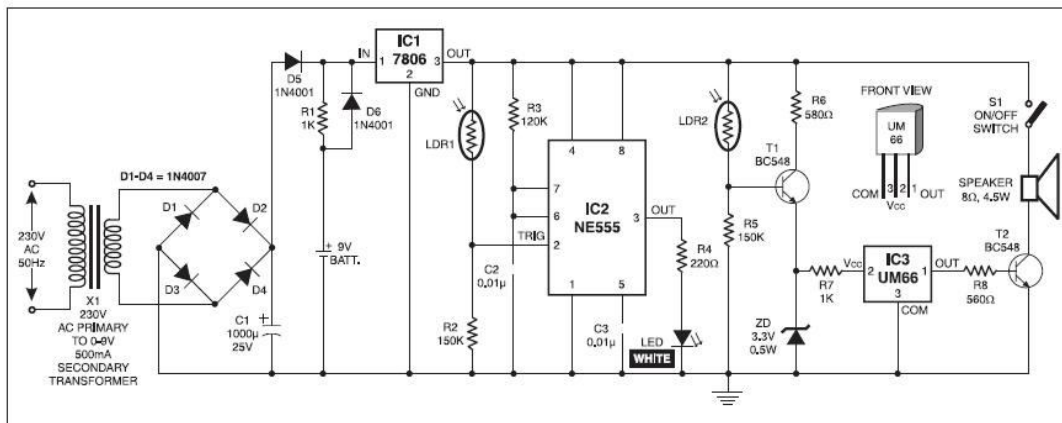 D1-D4 = 1N4007
230V
AC
50Hz
X1
230V
AC PRIMARY
TO 0-9V
500mA
SECONDARY
TRANSFORMER
D1
D2
D3
D4
C1
1000µ
25V
+
D5
1N4001
R1
1K
D6
1N4001
+
9V
BATT.
IN
1
IC1
7806
2
3
OUT
GND
LDR1
R2
150K
R3
120K
TRIG
C2
0.01µ
4
8
7
6
2
IC2
NE555
3
OUT
1
5
C3
0.01µ
R4
220Ω
LED
WHITE
LDR2
R5
150K
R6
580Ω
T1
BC548
ZD
3.3V
0.5W
R7
1K
FRONT VIEW
UM
66
3
2
1
COM
OUT
Vcc
Vcc
2
IC3
UM66
1
3
OUT
COM
R8
560Ω
T2
BC548
S1
ON/OFF
SWITCH
SPEAKER
8Ω, 4.5W